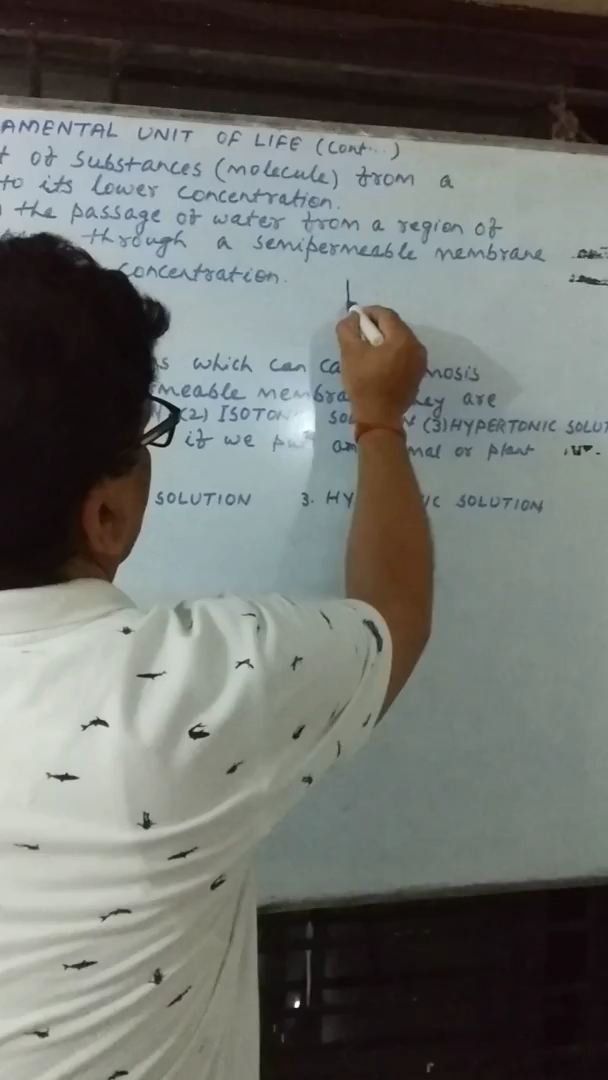 AMENTAL UNIT OF LIFE (Cont...)
t of substances (molecule) from a
to its lower concentration.
the passage of water from a region of
through a semipermeable membrane
concentration.
s which can ca mosis
meable membra ey are
(2) ISOTON SOL N (3) HYPERTONIC SOLUT
if we put an mal or plant
SOLUTION 3. HY IC SOLUTION